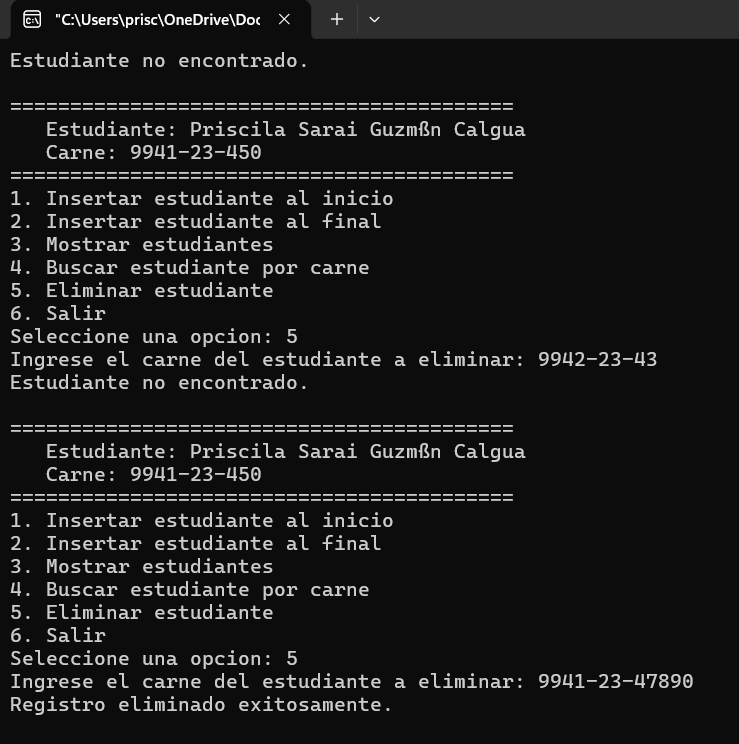 "C:\Users\prisc\OneDrive\Doc
Estudiante no encontrado.
==========================================
Estudiante: Priscila Sarai Guzmßn Calgua
Carne: 9941-23-450
==========================================
1. Insertar estudiante al inicio
2. Insertar estudiante al final
3. Mostrar estudiantes
4. Buscar estudiante por carne
5. Eliminar estudiante
6. Salir
Seleccione una opcion: 5
Ingrese el carne del estudiante a eliminar: 9942-23-43
Estudiante no encontrado.
==========================================
Estudiante: Priscila Sarai Guzmßn Calgua
Carne: 9941-23-450
==========================================
1. Insertar estudiante al inicio
2. Insertar estudiante al final
3. Mostrar estudiantes
4. Buscar estudiante por carne
5. Eliminar estudiante
6. Salir
Seleccione una opcion: 5
Ingrese el carne del estudiante a eliminar: 9941-23-47890
Registro eliminado exitosamente.